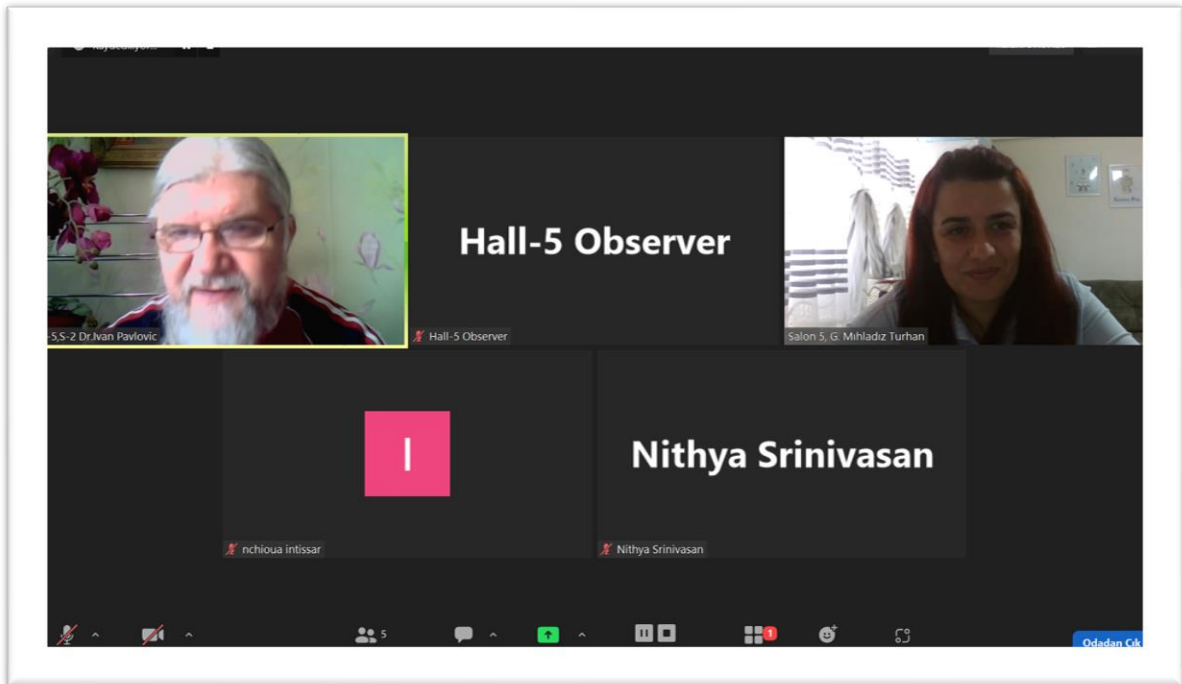 Hall-5 Observer
-5,S-2 Dr.Ivan Pavlovic
Hall-5 Observer
Salon 5, G. Mıhladız Turhan
I
Nithya Srinivasan
nchioua intissar
Nithya Srinivasan
5
1
Odadan Çık